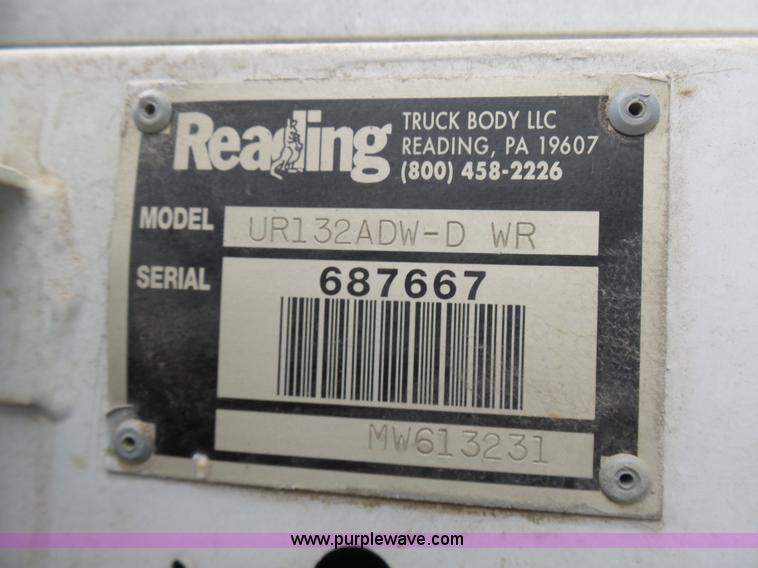 Reading
TRUCK BODY LLC
READING, PA 19607
(800) 458-2226
MODEL UR132ADW-D WR
SERIAL 687667
MW613231
www.purplewave.com